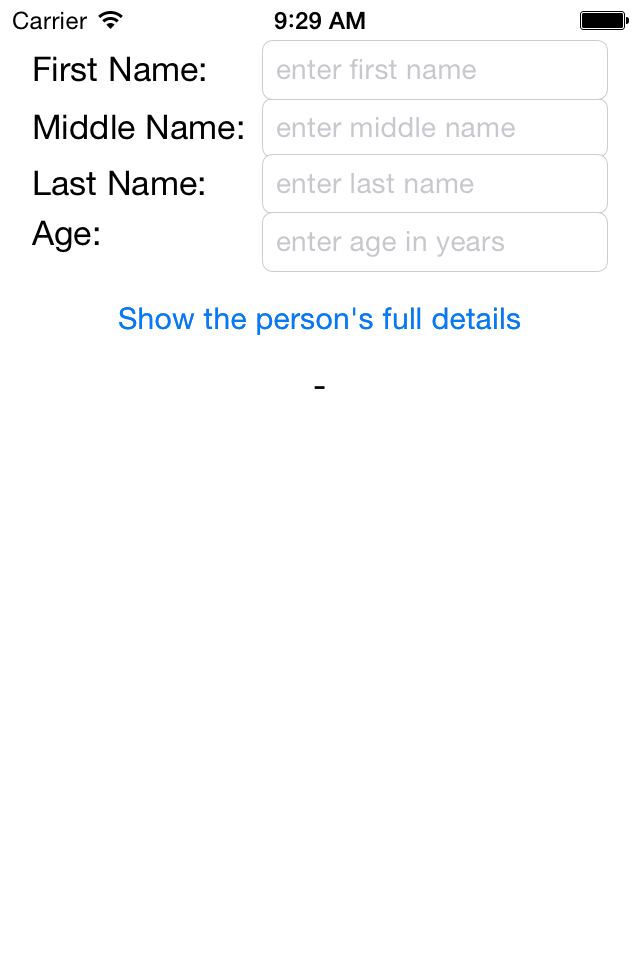 Carrier 9:29 AM
First Name: enter first name
Middle Name: enter middle name
Last Name: enter last name
Age: enter age in years
Show the person's full details
-